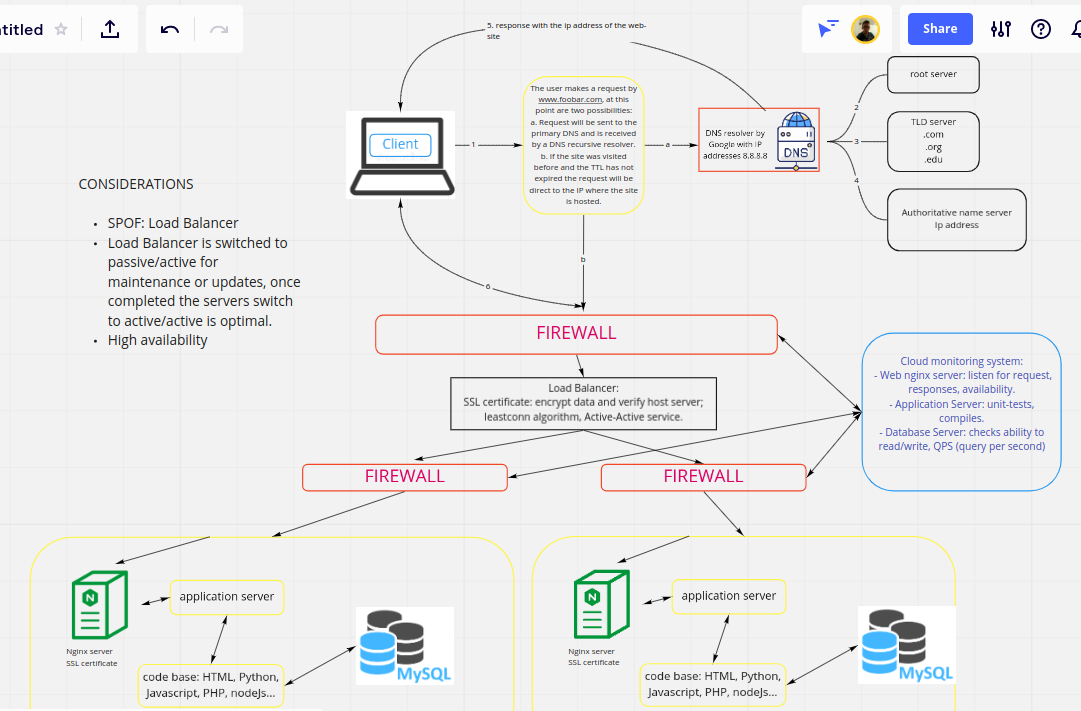 ntitled
Share
5. response with the ip address of the web-
site
The user makes a request by
www.foobar.com, at this
point are two possibilities:
a. Request will be sent to the
primary DNS and is received
by a DNS recursive resolver.
b. If the site was visited
before and the TTL has not
expired the request will be
direct to the IP where the site
is hosted.
Client
1
a
DNS resolver by
Google with IP
addresses 8.8.8.8
DNS
2
3
4
root server
TLD server
.com
.org
.edu
Authoritative name server
Ip address
CONSIDERATIONS
• SPOF: Load Balancer
• Load Balancer is switched to
passive/active for
maintenance or updates, once
completed the servers switch
to active/active is optimal.
• High availability
b
6
FIREWALL
Load Balancer:
SSL certificate: encrypt data and verify host server;
leastconn algorithm, Active-Active service.
Cloud monitoring system:
- Web nginx server: listen for request,
responses, availability.
- Application Server: unit-tests,
compiles.
- Database Server: checks ability to
read/write, QPS (query per second)
FIREWALL
FIREWALL
N
Nginx server
SSL certificate
application server
code base: HTML, Python,
Javascript, PHP, nodeJs...
MySQL
N
Nginx server
SSL certificate
application server
code base: HTML, Python,
Javascript, PHP, nodeJs...
MySQL